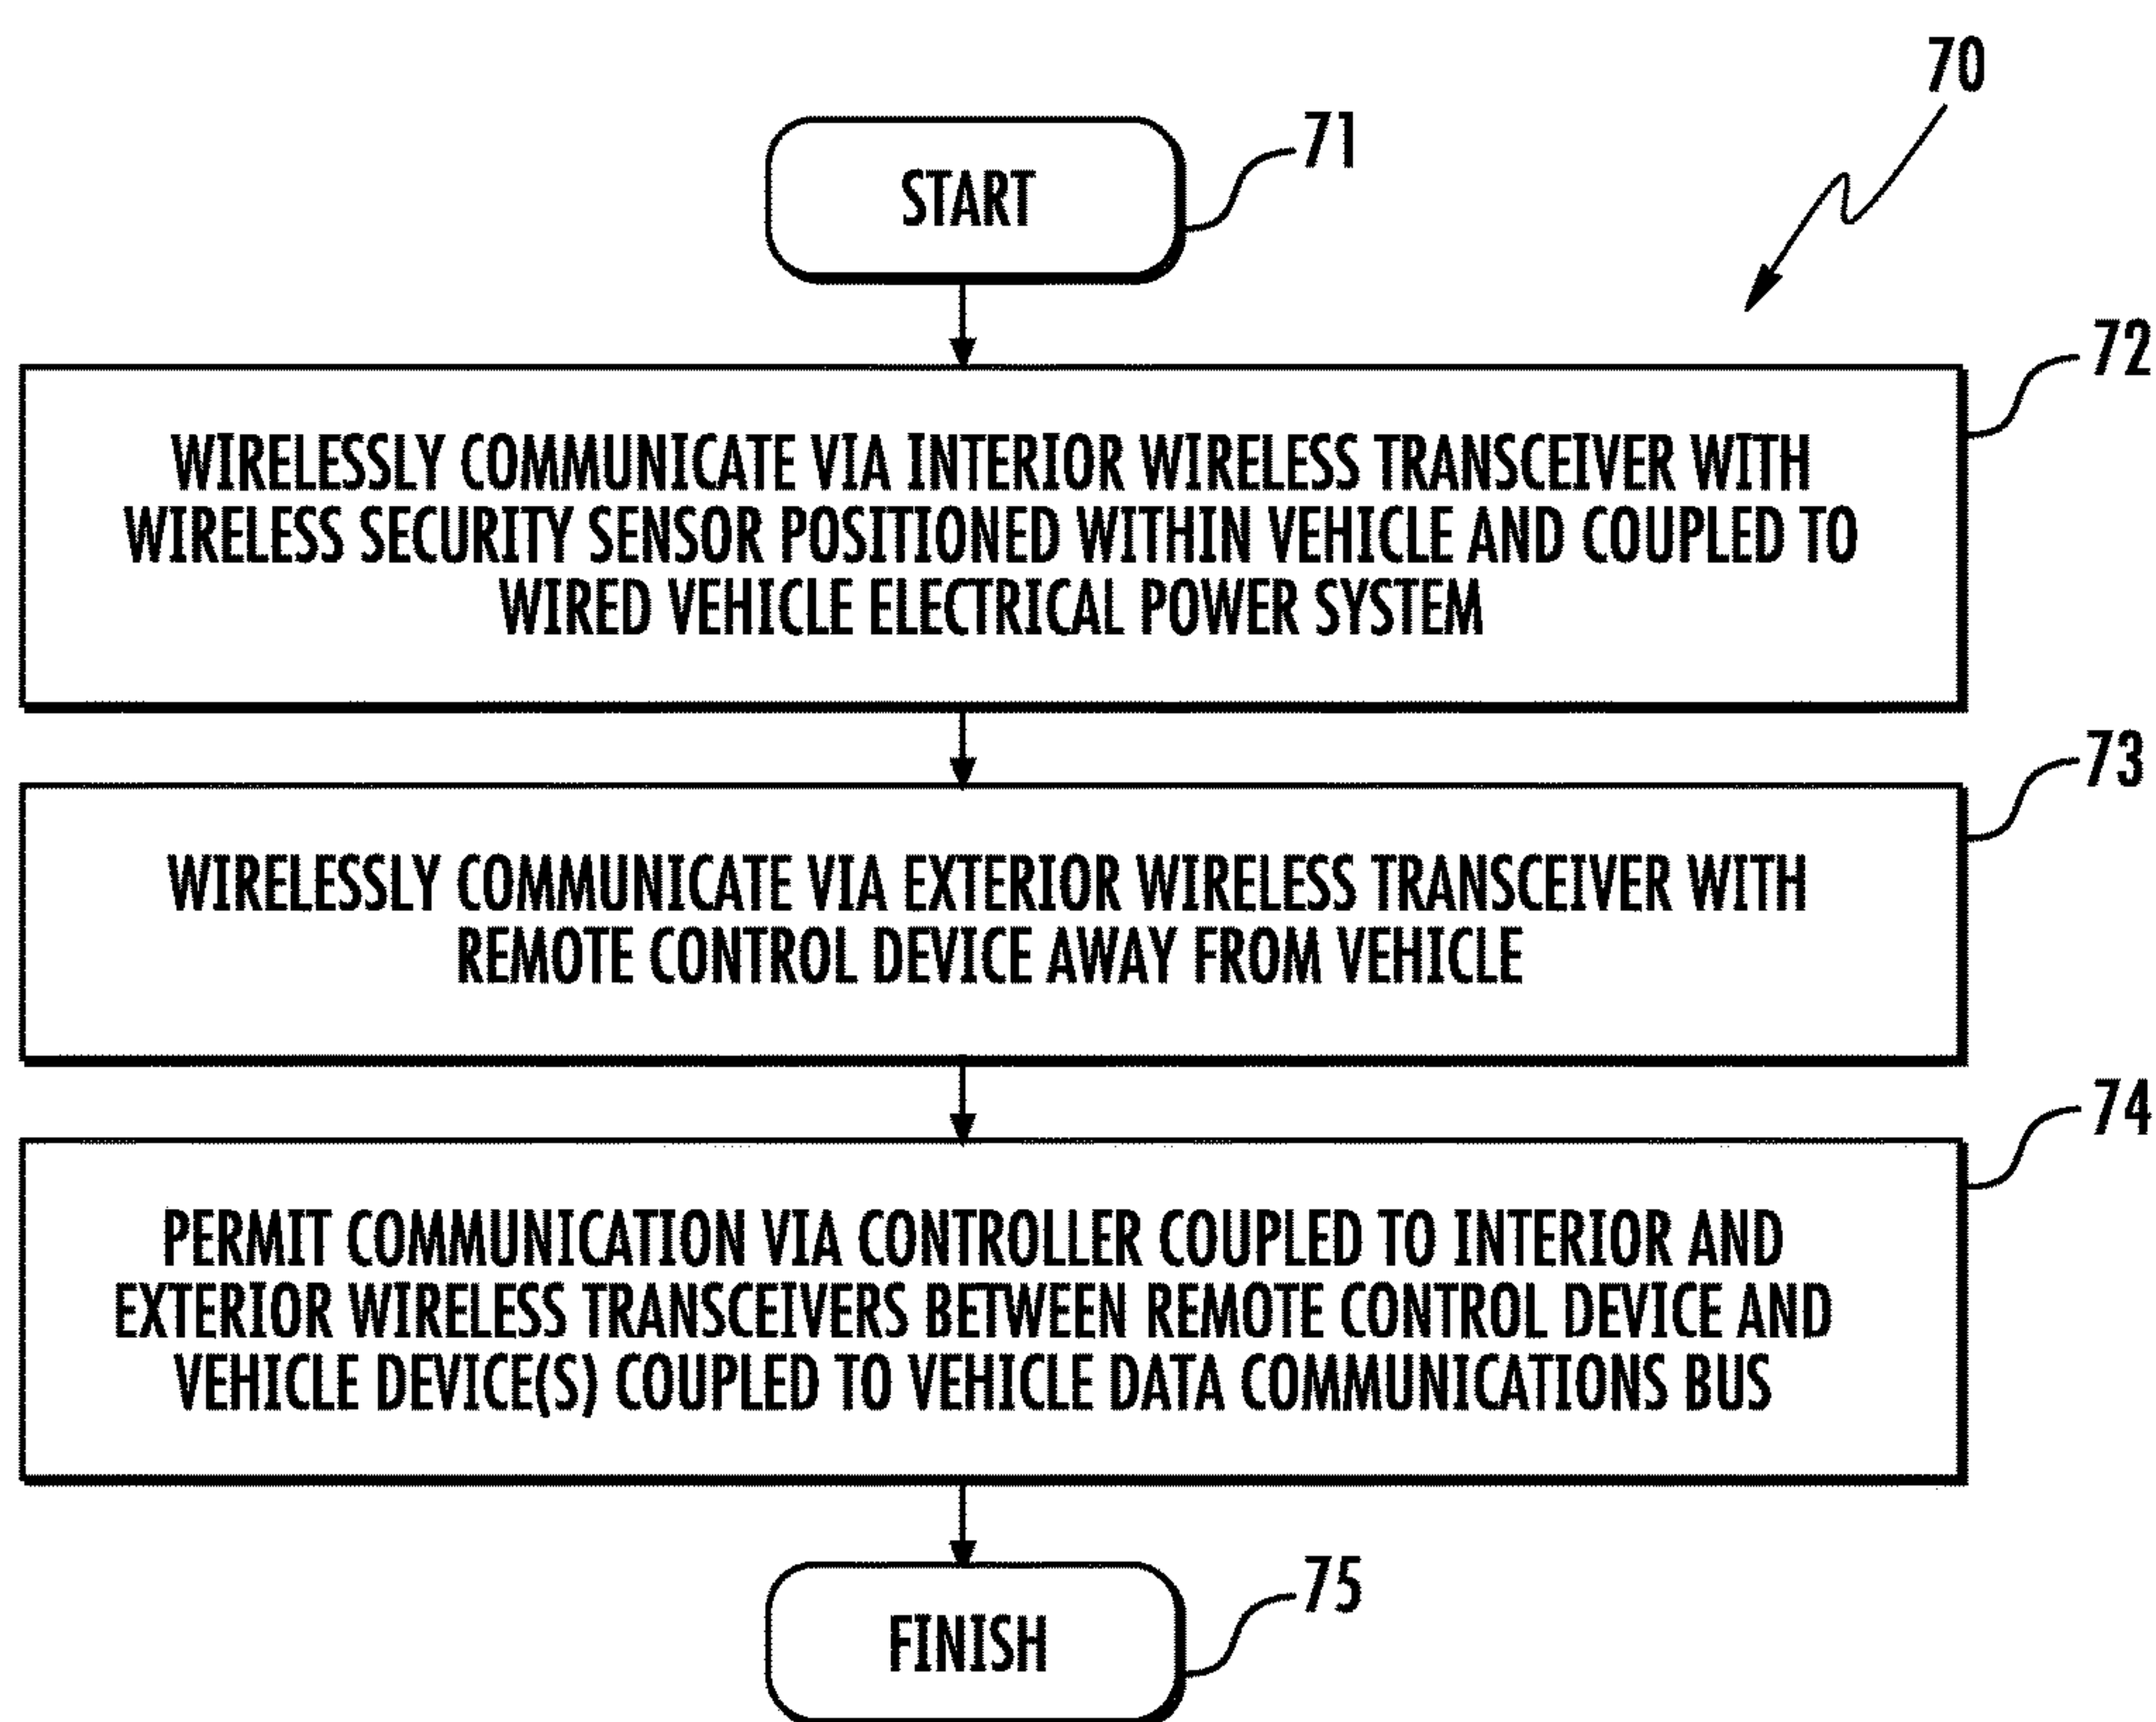 70
START
71
72
WIRELESSLY COMMUNICATE VIA INTERIOR WIRELESS TRANSCEIVER WITH
WIRELESS SECURITY SENSOR POSITIONED WITHIN VEHICLE AND COUPLED TO
WIRED VEHICLE ELECTRICAL POWER SYSTEM
73
WIRELESSLY COMMUNICATE VIA EXTERIOR WIRELESS TRANSCEIVER WITH
REMOTE CONTROL DEVICE AWAY FROM VEHICLE
74
PERMIT COMMUNICATION VIA CONTROLLER COUPLED TO INTERIOR AND
EXTERIOR WIRELESS TRANSCEIVERS BETWEEN REMOTE CONTROL DEVICE AND
VEHICLE DEVICE(S) COUPLED TO VEHICLE DATA COMMUNICATIONS BUS
FINISH
75